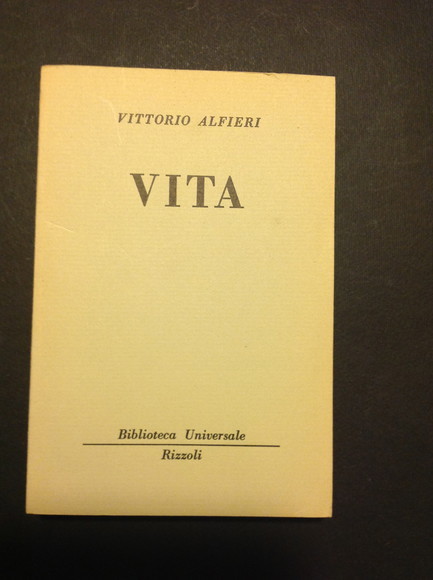 VITTORIO ALFIERI
VITA
Biblioteca Universale
Rizzoli